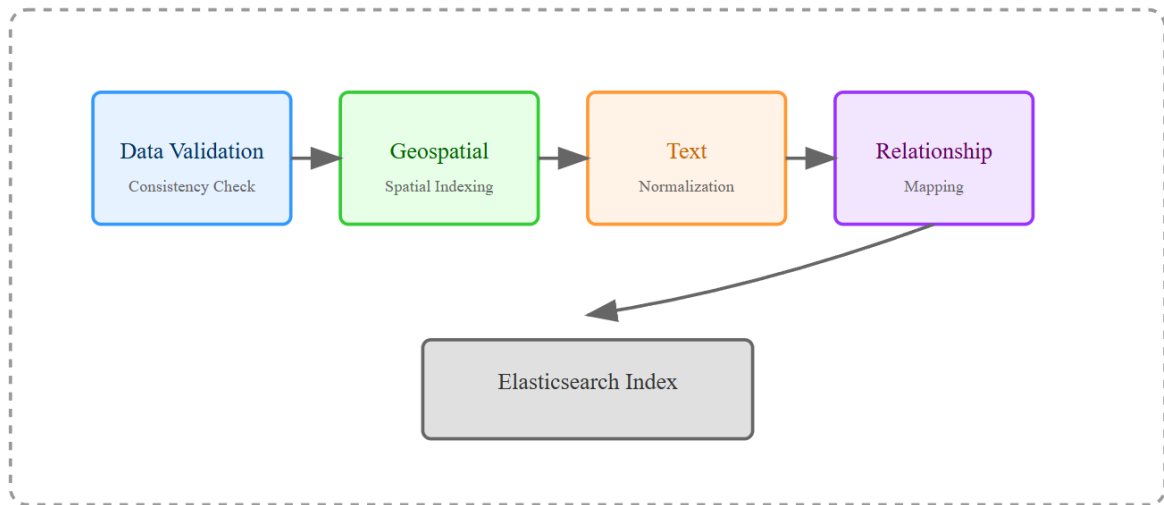 Data Validation
Consistency Check
Geospatial
Spatial Indexing
Text
Normalization
Relationship
Mapping
Elasticsearch Index